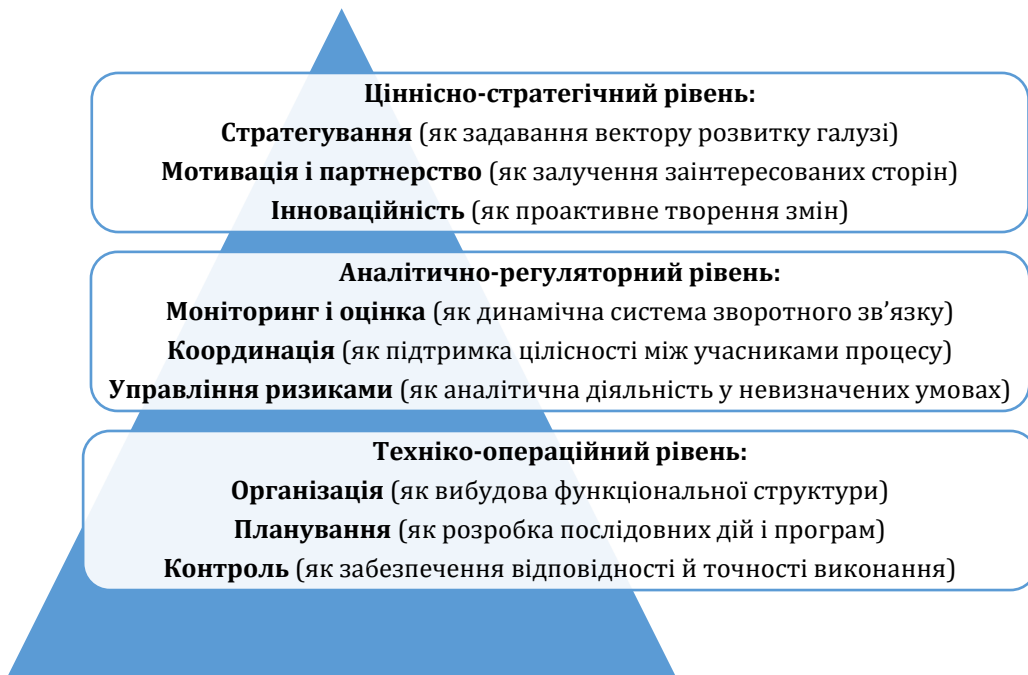 Ціннісно-стратегічний рівень:
Стратегування (як задавання вектору розвитку галузі)
Мотивація і партнерство (як залучення заінтересованих сторін)
Інноваційність (як проактивне творення змін)
Аналітично-регуляторний рівень:
Моніторинг і оцінка (як динамічна система зворотного зв’язку)
Координація (як підтримка цілісності між учасниками процесу)
Управління ризиками (як аналітична діяльність у невизначених умовах)
Техніко-операційний рівень:
Організація (як вибудова функціональної структури)
Планування (як розробка послідовних дій і програм)
Контроль (як забезпечення відповідності й точності виконання)